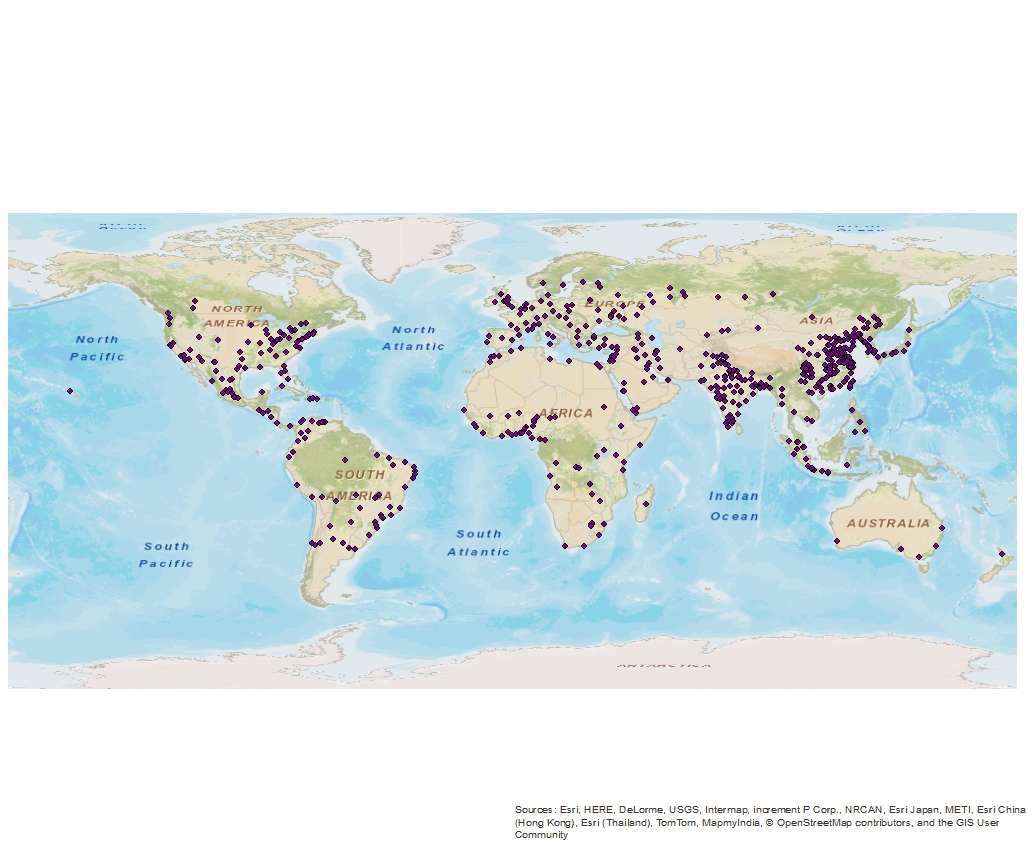 NORTH
AMERICA
North
Pacific
North
Atlantic
EUROPE
ASIA
AFRICA
SOUTH
AMERICA
Indian
Ocean
AUSTRALIA
South
Pacific
South
Atlantic
Sources: Esri, HERE, DeLorme, USGS, Intermap, increment P Corp., NRCAN, Esri Japan, METI, Esri China
(Hong Kong), Esri (Thailand), TomTom, MapmyIndia, © OpenStreetMap contributors, and the GIS User
Community